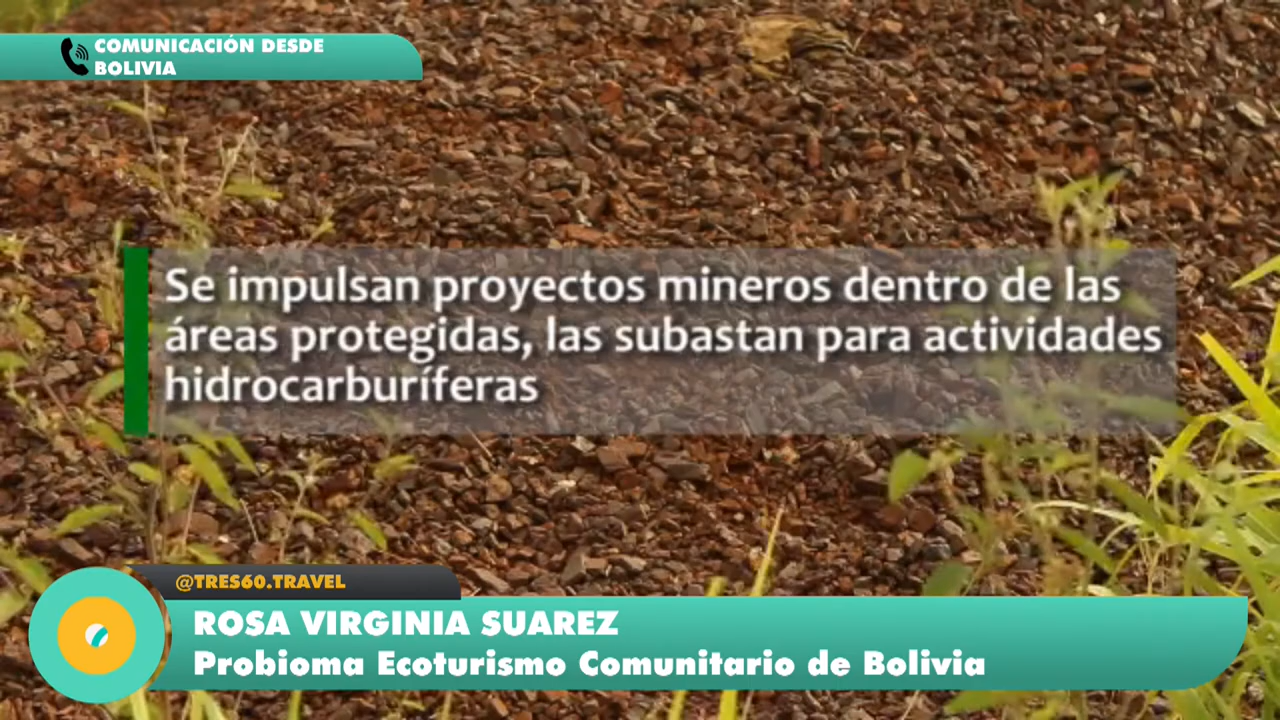 COMUNICACIÓN DESDE
BOLIVIA
Se impulsan proyectos mineros dentro de las
áreas protegidas, las subastan para actividades
hidrocarburíferas
@TRES60.TRAVEL
ROSA VIRGINIA SUAREZ
Probioma Ecoturismo Comunitario de Bolivia